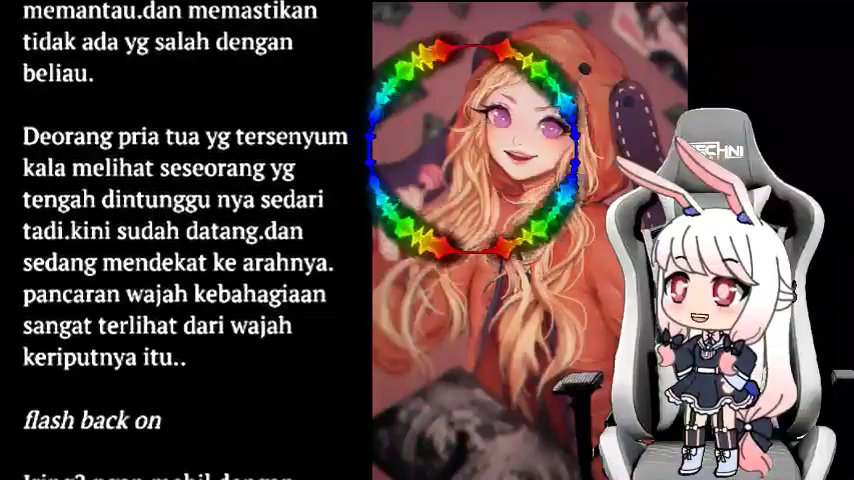 memantau.dan memastikan
tidak ada yg salah dengan
beliau.
Deorang pria tua yg tersenyum
kala melihat seseorang yg
tengah dintunggu nya sedari
tadi.kini sudah datang.dan
sedang mendekat ke arahnya.
pancaran wajah kebahagiaan
sangat terlihat dari wajah
keriputnya itu..
flash back on